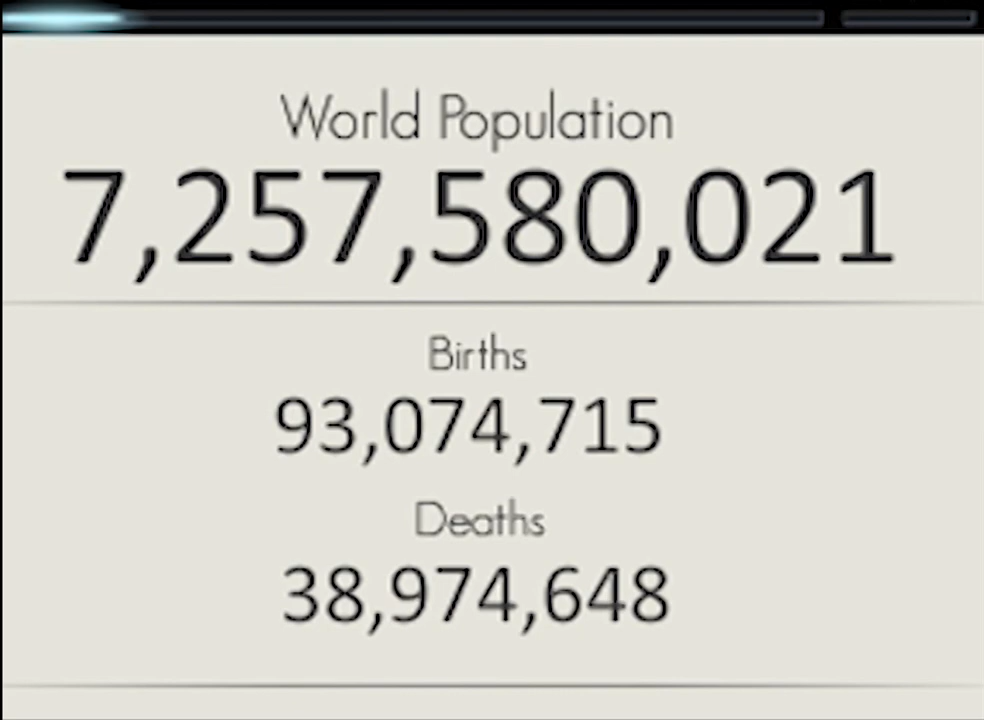 World Population
7,257,580,021
Births
93,074,715
Deaths
38,974,648